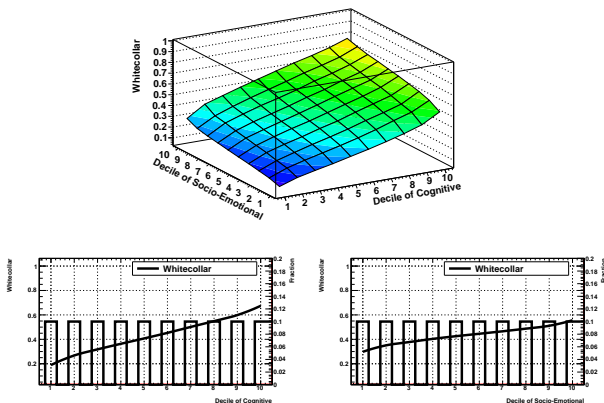 Whitecollar
1
0.9
0.8
0.7
0.6
0.5
0.4
0.3
0.2
0.1
10 9 8 7 6 5 4 3 2 1
Decile of Socio-Emotional
1 2 3 4 5 6 7 8 9 10
Decile of Cognitive
Whitecollar
1
0.8
0.6
0.4
0.2
Whitecollar
Fraction
0.2
0.18
0.16
0.14
0.12
0.1
0.08
0.06
0.04
0.02
0
1 2 3 4 5 6 7 8 9 10
Decile of Cognitive
Whitecollar
1
0.8
0.6
0.4
0.2
Whitecollar
Fraction
0.2
0.18
0.16
0.14
0.12
0.1
0.08
0.06
0.04
0.02
0
1 2 3 4 5 6 7 8 9 10
Decile of Socio-Emotional